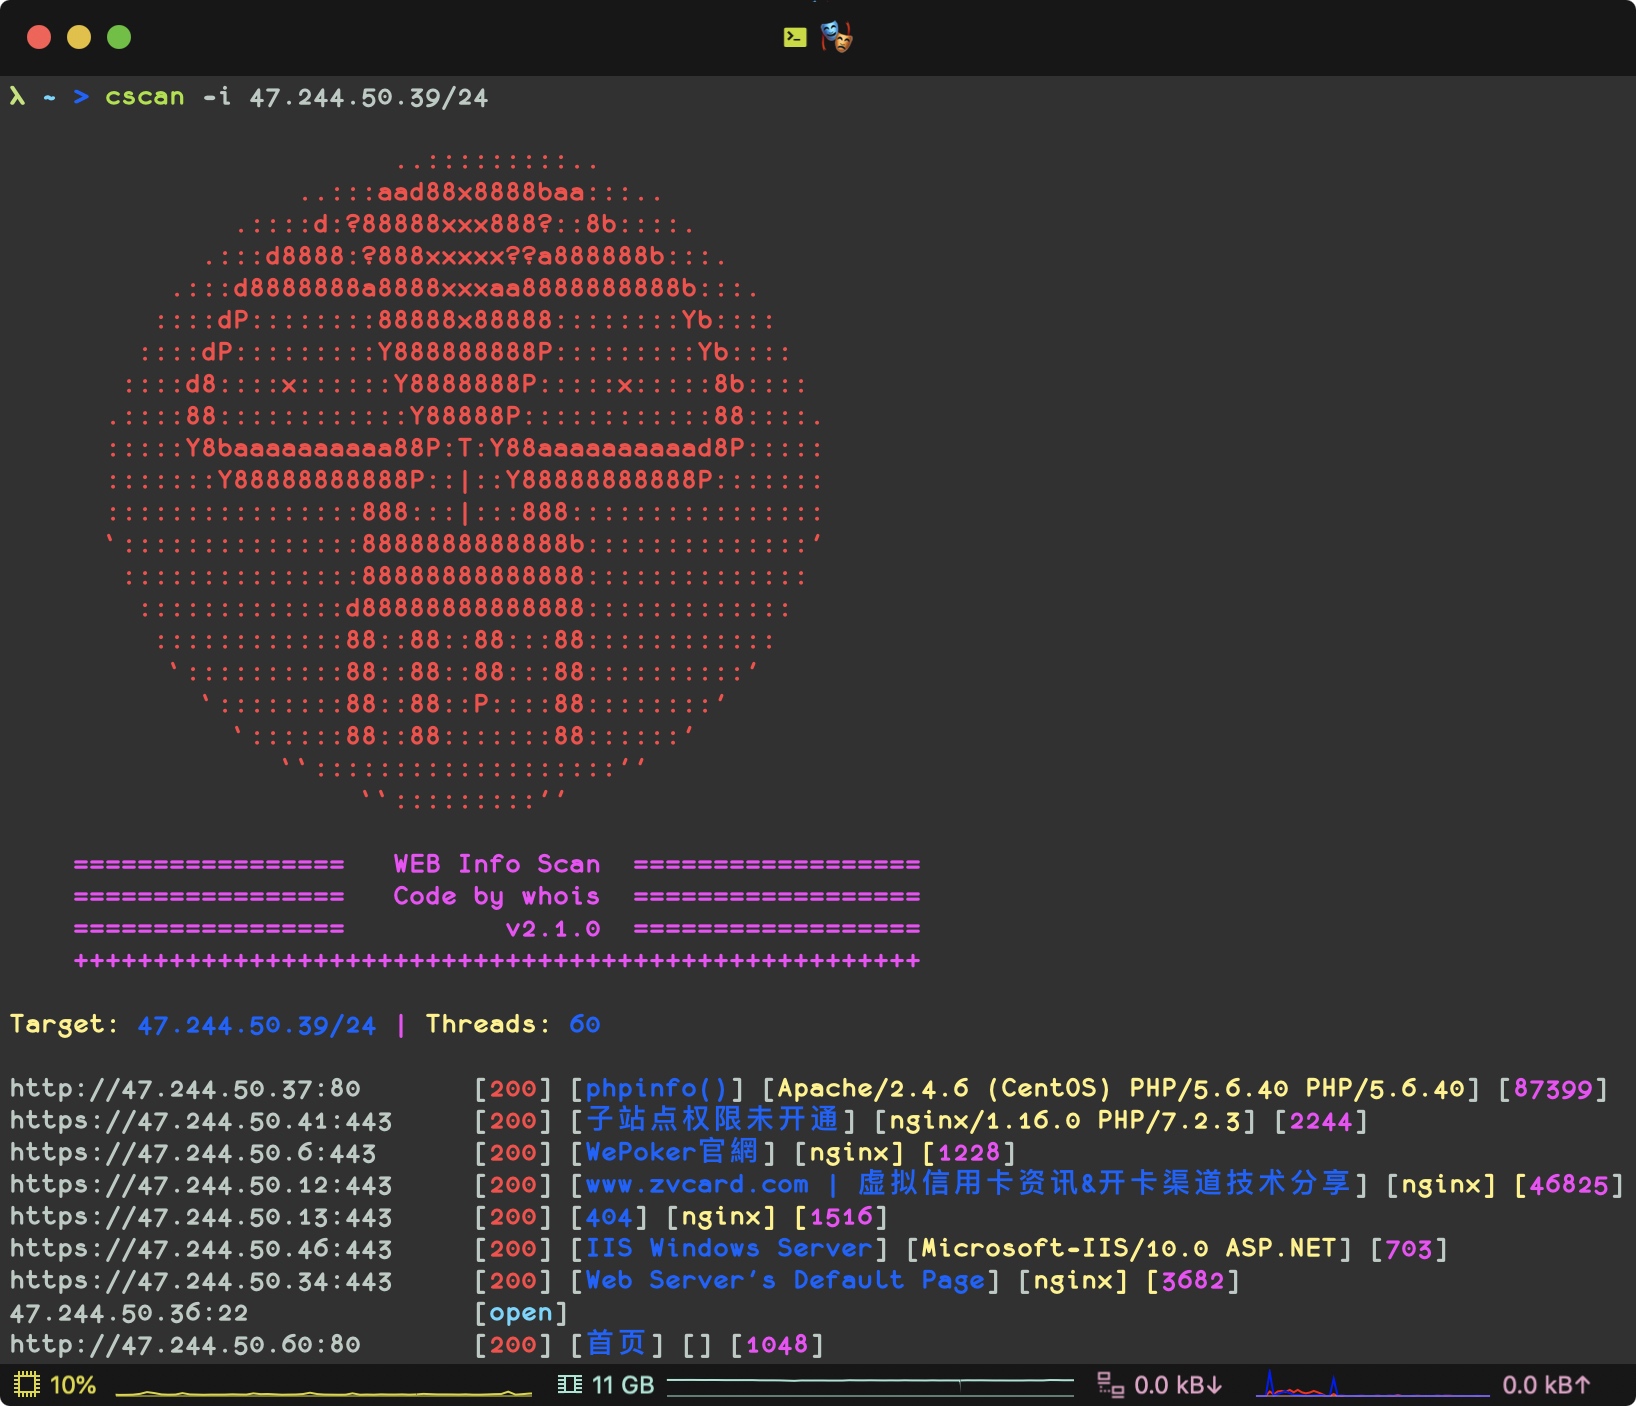 λ ~ > cscan -i 47.244.50.39/24
..:::::::::..
..:::aad88x8888baa:::..
.::::d:?88888xxx888?::8b::::.
.:::d8888:?888xxxxx??a888888b:::.
.:::d8888888a8888xxxaa8888888888b:::.
::::dP::::::::88888x88888::::::::Yb::::
::::dP:::::::::Y888888888P:::::::::Yb::::
::::d8::::x::::::Y8888888P:::::x:::::8b::::
.::::88::::::::::::Y88888P::::::::::::88::::.
:::::Y8baaaaaaaaaa88P:T:Y88aaaaaaaaaad8P:::::
:::::::Y88888888888P::|::Y88888888888P:::::::
::::::::::::::::888:::|:::888::::::::::::::::
`:::::::::::::::8888888888888b::::::::::::::'
:::::::::::::::88888888888888::::::::::::::
:::::::::::::d88888888888888:::::::::::::
::::::::::::88::88::88:::88::::::::::::
`::::::::::88::88::88:::88::::::::::'
`::::::::88::88::P::::88::::::::'
`::::::88::88:::::::88::::::'
``:::::::::::::::::::''
``:::::::::''
================= WEB Info Scan ==================
================= Code by whois ==================
================= v2.1.0 ==================
+++++++++++++++++++++++++++++++++++++++++++++++++++++
Target: 47.244.50.39/24 | Threads: 60
http://47.244.50.37:80 [200] [phpinfo()] [Apache/2.4.6 (CentOS) PHP/5.6.40 PHP/5.6.40] [87399]
https://47.244.50.41:443 [200] [子站点权限未开通] [nginx/1.16.0 PHP/7.2.3] [2244]
https://47.244.50.6:443 [200] [WePoker官網] [nginx] [1228]
https://47.244.50.12:443 [200] [www.zvcard.com | 虚拟信用卡资讯&开卡渠道技术分享] [nginx] [46825]
https://47.244.50.13:443 [200] [404] [nginx] [1516]
https://47.244.50.46:443 [200] [IIS Windows Server] [Microsoft-IIS/10.0 ASP.NET] [703]
https://47.244.50.34:443 [200] [Web Server's Default Page] [nginx] [3682]
47.244.50.36:22 [open]
http://47.244.50.60:80 [200] [首页] [] [1048]
10% 11 GB 0.0 kB↓ 0.0 kB↑